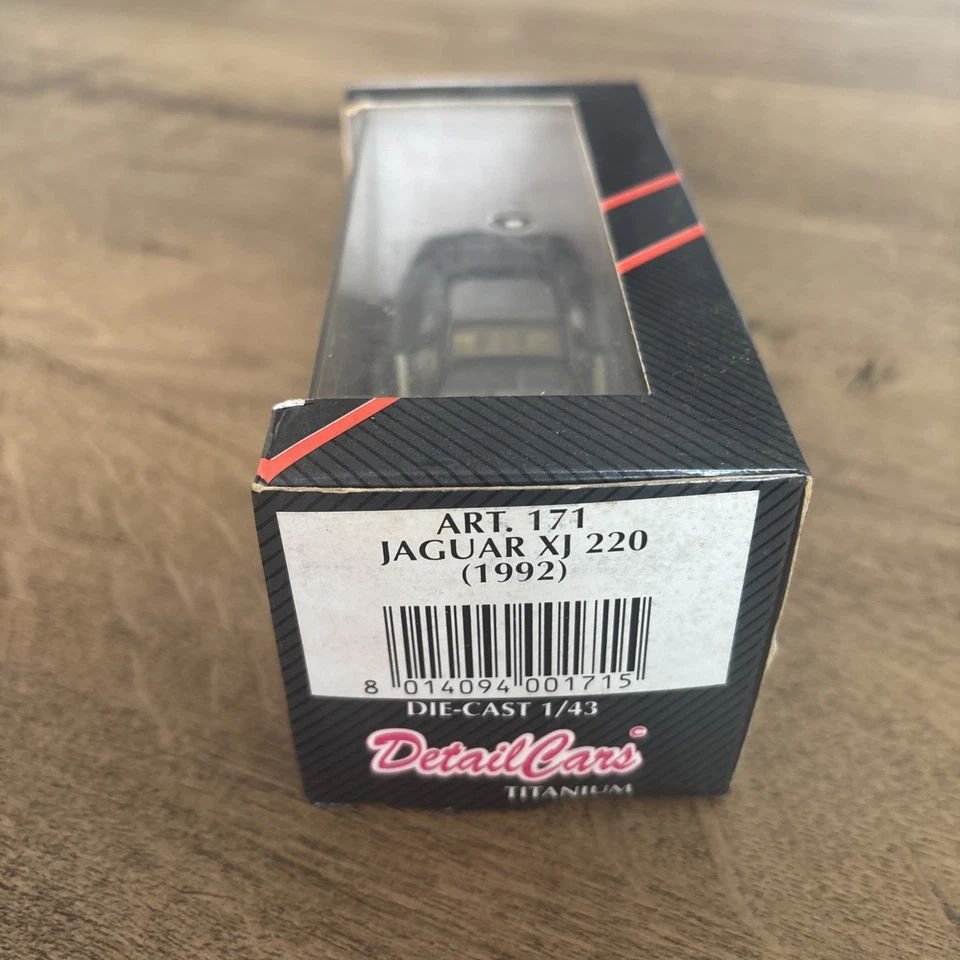 ART. 171
JAGUAR XJ 220
(1992)
8 014094 001715
DIE-CAST 1/43
DetailCars©
TITANIUM